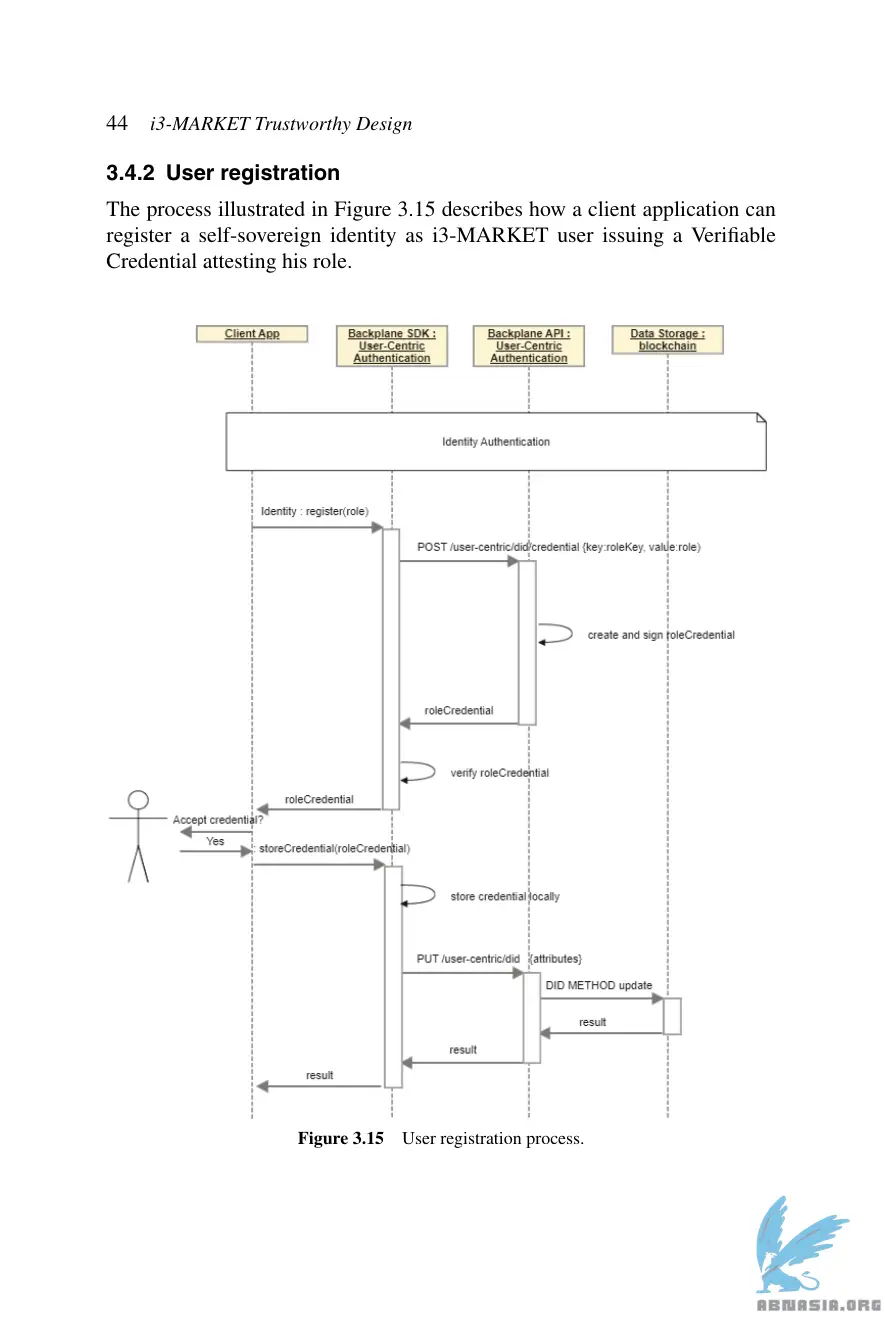 44 i3-MARKET Trustworthy Design
3.4.2 User registration
The process illustrated in Figure 3.15 describes how a client application can
register a self-sovereign identity as i3-MARKET user issuing a Verifiable
Credential attesting his role.
Client App
Backplane SDK :
User-Centric
Authentication
Backplane API :
User-Centric
Authentication
Data Storage :
blockchain
Identity Authentication
Identity : register(role)
POST /user-centric/did/credential {key:roleKey, value:role)
create and sign roleCredential
roleCredential
verify roleCredential
roleCredential
Accept credential?
Yes
: storeCredential(roleCredential)
store credential locally
PUT /user-centric/did {attributes}
DID METHOD update
result
result
result
Figure 3.15 User registration process.
ABNASIA.ORG